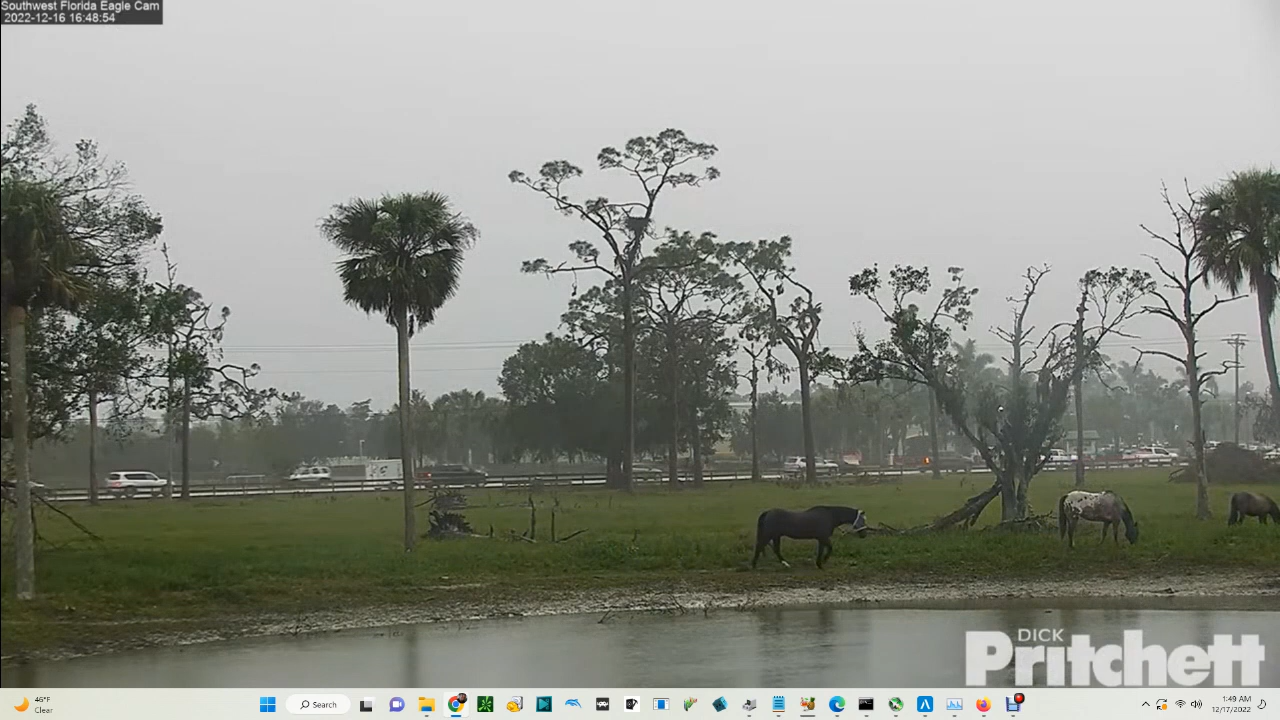 Southwest Florida Eagle Cam
2022-12-16 16:48:54
DICK
Pritchett
46°F
Clear
Search
1:49 AM
12/17/2022